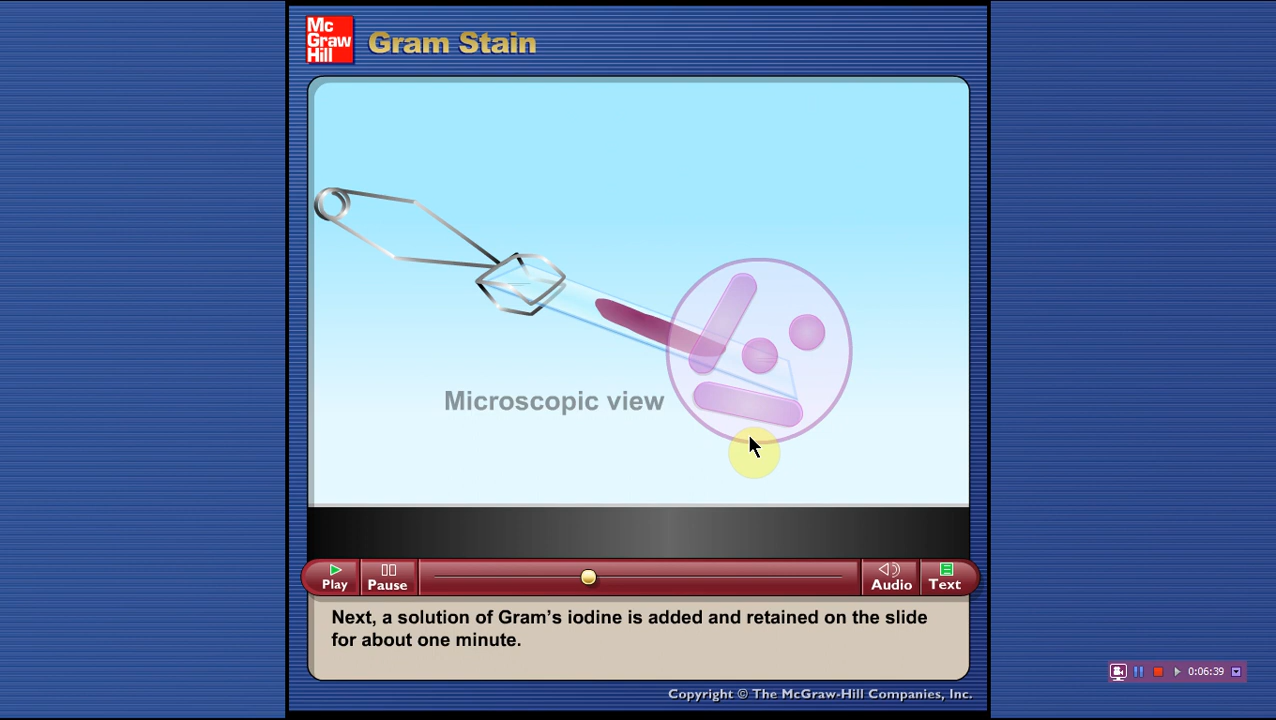 Mc
Graw
Hill
Gram Stain
Microscopic view
Play
Pause
Audio
Text
Next, a solution of Gram's iodine is added and retained on the slide
for about one minute.
0:06:39
Copyright © The McGraw-Hill Companies, Inc.